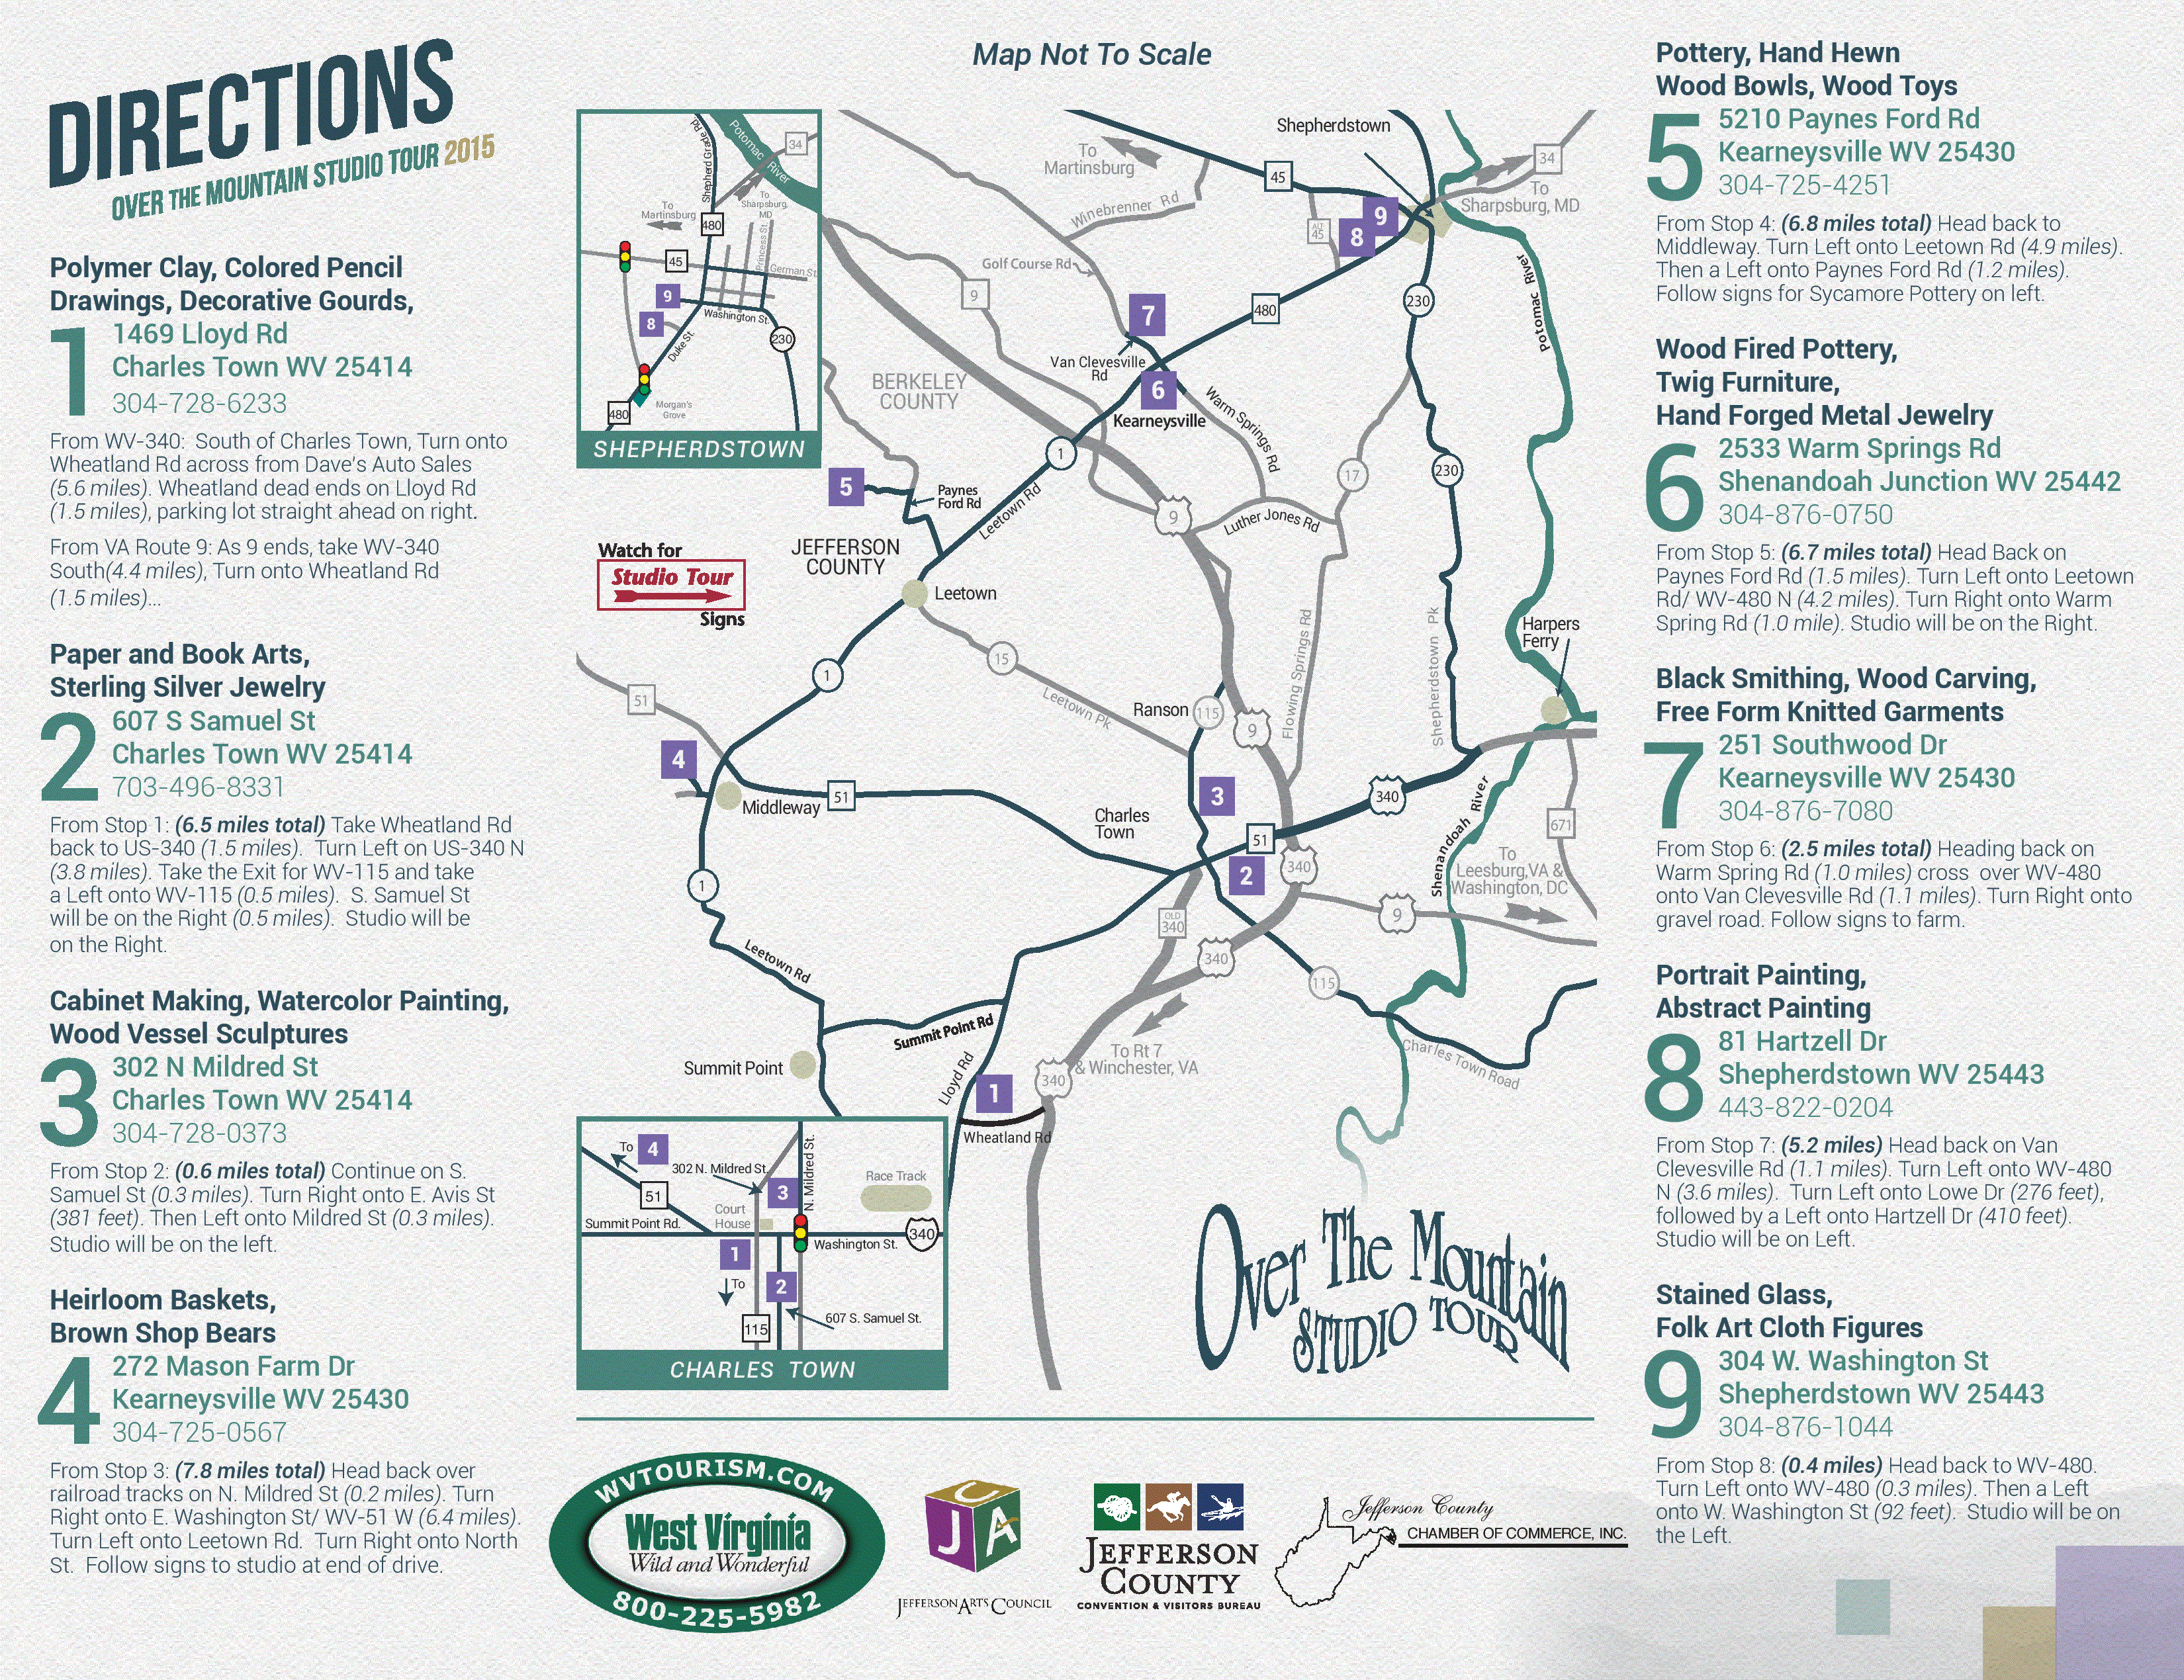 DIRECTIONS
OVER THE MOUNTAIN STUDIO TOUR 2015
Polymer Clay, Colored Pencil
Drawings, Decorative Gourds,
1
1469 Lloyd Rd
Charles Town WV 25414
304-728-6233
From WV-340: South of Charles Town, Turn onto
Wheatland Rd across from Dave's Auto Sales
(5.6 miles). Wheatland dead ends on Lloyd Rd
(1.5 miles), parking lot straight ahead on right.
From VA Route 9: As 9 ends, take WV-340
South(4.4 miles), Turn onto Wheatland Rd
(1.5 miles)...
Paper and Book Arts,
Sterling Silver Jewelry
2
607 S Samuel St
Charles Town WV 25414
703-496-8331
From Stop 1: (6.5 miles total) Take Wheatland Rd
back to US-340 (1.5 miles). Turn Left on US-340 N
(3.8 miles). Take the Exit for WV-115 and take
a Left onto WV-115 (0.5 miles). S. Samuel St
will be on the Right (0.5 miles). Studio will be
on the Right.
Cabinet Making, Watercolor Painting,
Wood Vessel Sculptures
3
302 N Mildred St
Charles Town WV 25414
304-728-0373
From Stop 2: (0.6 miles total) Continue on S.
Samuel St (0.3 miles). Turn Right onto E. Avis St
(381 feet). Then Left onto Mildred St (0.3 miles).
Studio will be on the left.
Heirloom Baskets,
Brown Shop Bears
4
272 Mason Farm Dr
Kearneysville WV 25430
304-725-0567
From Stop 3: (7.8 miles total) Head back over
railroad tracks on N. Mildred St (0.2 miles). Turn
Right onto E. Washington St/ WV-51 W (6.4 miles).
Turn Left onto Leetown Rd. Turn Right onto North
St. Follow signs to studio at end of drive.
Map Not To Scale
Shepherd Grade Rd
Potomac River
34
To
Martinsburg
To
Sharpsburg,
MD
480
45
Princess St.
German St.
9
8
Washington St.
Duke St.
230
480
Morgan's
Grove
SHEPHERDSTOWN
To
Martinsburg
Shepherdstown
45
34
To
Sharpsburg, MD
Winebrenner Rd
ALT
45
9
8
Golf Course Rd
9
7
480
230
Potomac River
Van Clevesville
Rd
6
Kearneysville
BERKELEY
COUNTY
Warm Springs Rd
1
17
230
5
Paynes
Ford Rd
Leetown Rd
9
Luther Jones Rd
Watch for
Studio Tour
Signs
JEFFERSON
COUNTY
Leetown
Flowing Springs Rd
Shepherdstown Pk
Harpers
Ferry
15
1
51
Leetown Pk
Ranson
115
9
4
Middleway
51
3
Charles
Town
340
51
Shenandoah River
671
2
340
To
Leesburg,VA &
Washington, DC
1
OLD
340
9
Leetown Rd
340
115
Summit Point Rd
Charles Town Road
Summit Point
Lloyd Rd
To Rt 7
& Winchester, VA
1
340
Wheatland Rd
To
4
302 N. Mildred St.
N. Mildred St.
Race Track
51
3
Court
House
Summit Point Rd.
340
1
Washington St.
To
2
607 S. Samuel St.
115
CHARLES TOWN
Over The Mountain
STUDIO TOUR
WVTOURISM.COM
West Virginia
Wild and Wonderful
800-225-5982
JCA
JEFFERSON ARTS COUNCIL
JEFFERSON
COUNTY
CONVENTION & VISITORS BUREAU
Jefferson County
CHAMBER OF COMMERCE, INC.
Pottery, Hand Hewn
Wood Bowls, Wood Toys
5
5210 Paynes Ford Rd
Kearneysville WV 25430
304-725-4251
From Stop 4: (6.8 miles total) Head back to
Middleway. Turn Left onto Leetown Rd (4.9 miles).
Then a Left onto Paynes Ford Rd (1.2 miles).
Follow signs for Sycamore Pottery on left.
Wood Fired Pottery,
Twig Furniture,
Hand Forged Metal Jewelry
6
2533 Warm Springs Rd
Shenandoah Junction WV 25442
304-876-0750
From Stop 5: (6.7 miles total) Head Back on
Paynes Ford Rd (1.5 miles). Turn Left onto Leetown
Rd/ WV-480 N (4.2 miles). Turn Right onto Warm
Spring Rd (1.0 mile). Studio will be on the Right.
Black Smithing, Wood Carving,
Free Form Knitted Garments
7
251 Southwood Dr
Kearneysville WV 25430
304-876-7080
From Stop 6: (2.5 miles total) Heading back on
Warm Spring Rd (1.0 miles) cross over WV-480
onto Van Clevesville Rd (1.1 miles). Turn Right onto
gravel road. Follow signs to farm.
Portrait Painting,
Abstract Painting
8
81 Hartzell Dr
Shepherdstown WV 25443
443-822-0204
From Stop 7: (5.2 miles) Head back on Van
Clevesville Rd (1.1 miles). Turn Left onto WV-480
N (3.6 miles). Turn Left onto Lowe Dr (276 feet),
followed by a Left onto Hartzell Dr (410 feet).
Studio will be on Left.
Stained Glass,
Folk Art Cloth Figures
9
304 W. Washington St
Shepherdstown WV 25443
304-876-1044
From Stop 8: (0.4 miles) Head back to WV-480.
Turn Left onto WV-480 (0.3 miles). Then a Left
onto W. Washington St (92 feet). Studio will be on
the Left.